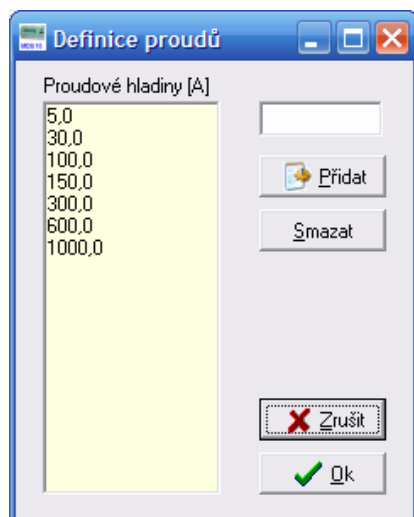 Definice proudů
Proudové hladiny [A]
5,0
30,0
100,0
150,0
300,0
600,0
1000,0
Přidat
Smazat
Zrušit
Ok